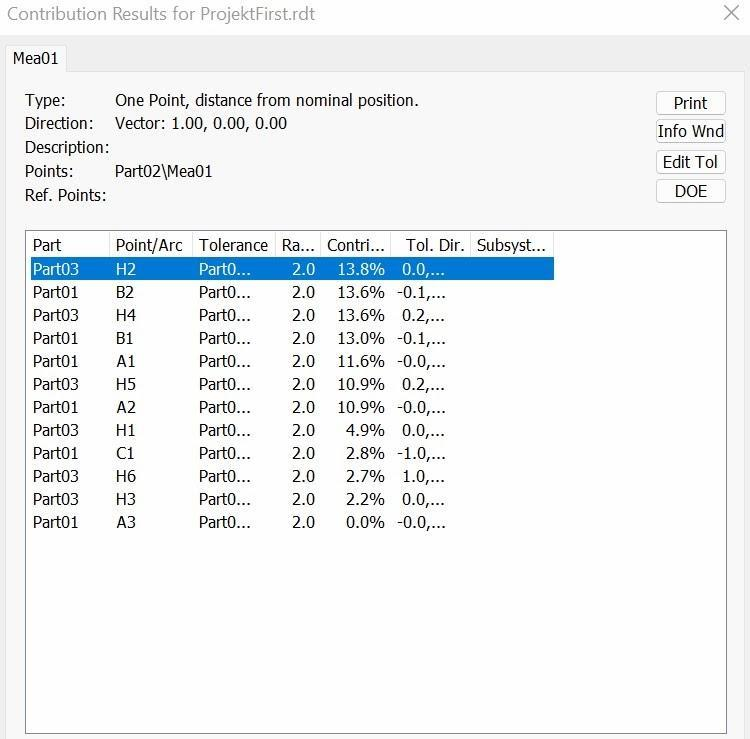 Contribution Results for ProjektFirst.rdt
Mea01
Type: One Point, distance from nominal position.
Direction: Vector: 1.00, 0.00, 0.00
Description:
Points: Part02\Mea01
Ref. Points:
Print
Info Wnd
Edit Tol
DOE
Part Point/Arc Tolerance Ra... Contri... Tol. Dir. Subsyst...
Part03 H2 Part0... 2.0 13.8% 0.0,...
Part01 B2 Part0... 2.0 13.6% -0.1,...
Part03 H4 Part0... 2.0 13.6% 0.2,...
Part01 B1 Part0... 2.0 13.0% -0.1,...
Part01 A1 Part0... 2.0 11.6% -0.0,...
Part03 H5 Part0... 2.0 10.9% 0.2,...
Part01 A2 Part0... 2.0 10.9% -0.0,...
Part03 H1 Part0... 2.0 4.9% 0.0,...
Part01 C1 Part0... 2.0 2.8% -1.0,...
Part03 H6 Part0... 2.0 2.7% 1.0,...
Part03 H3 Part0... 2.0 2.2% 0.0,...
Part01 A3 Part0... 2.0 0.0% -0.0,...